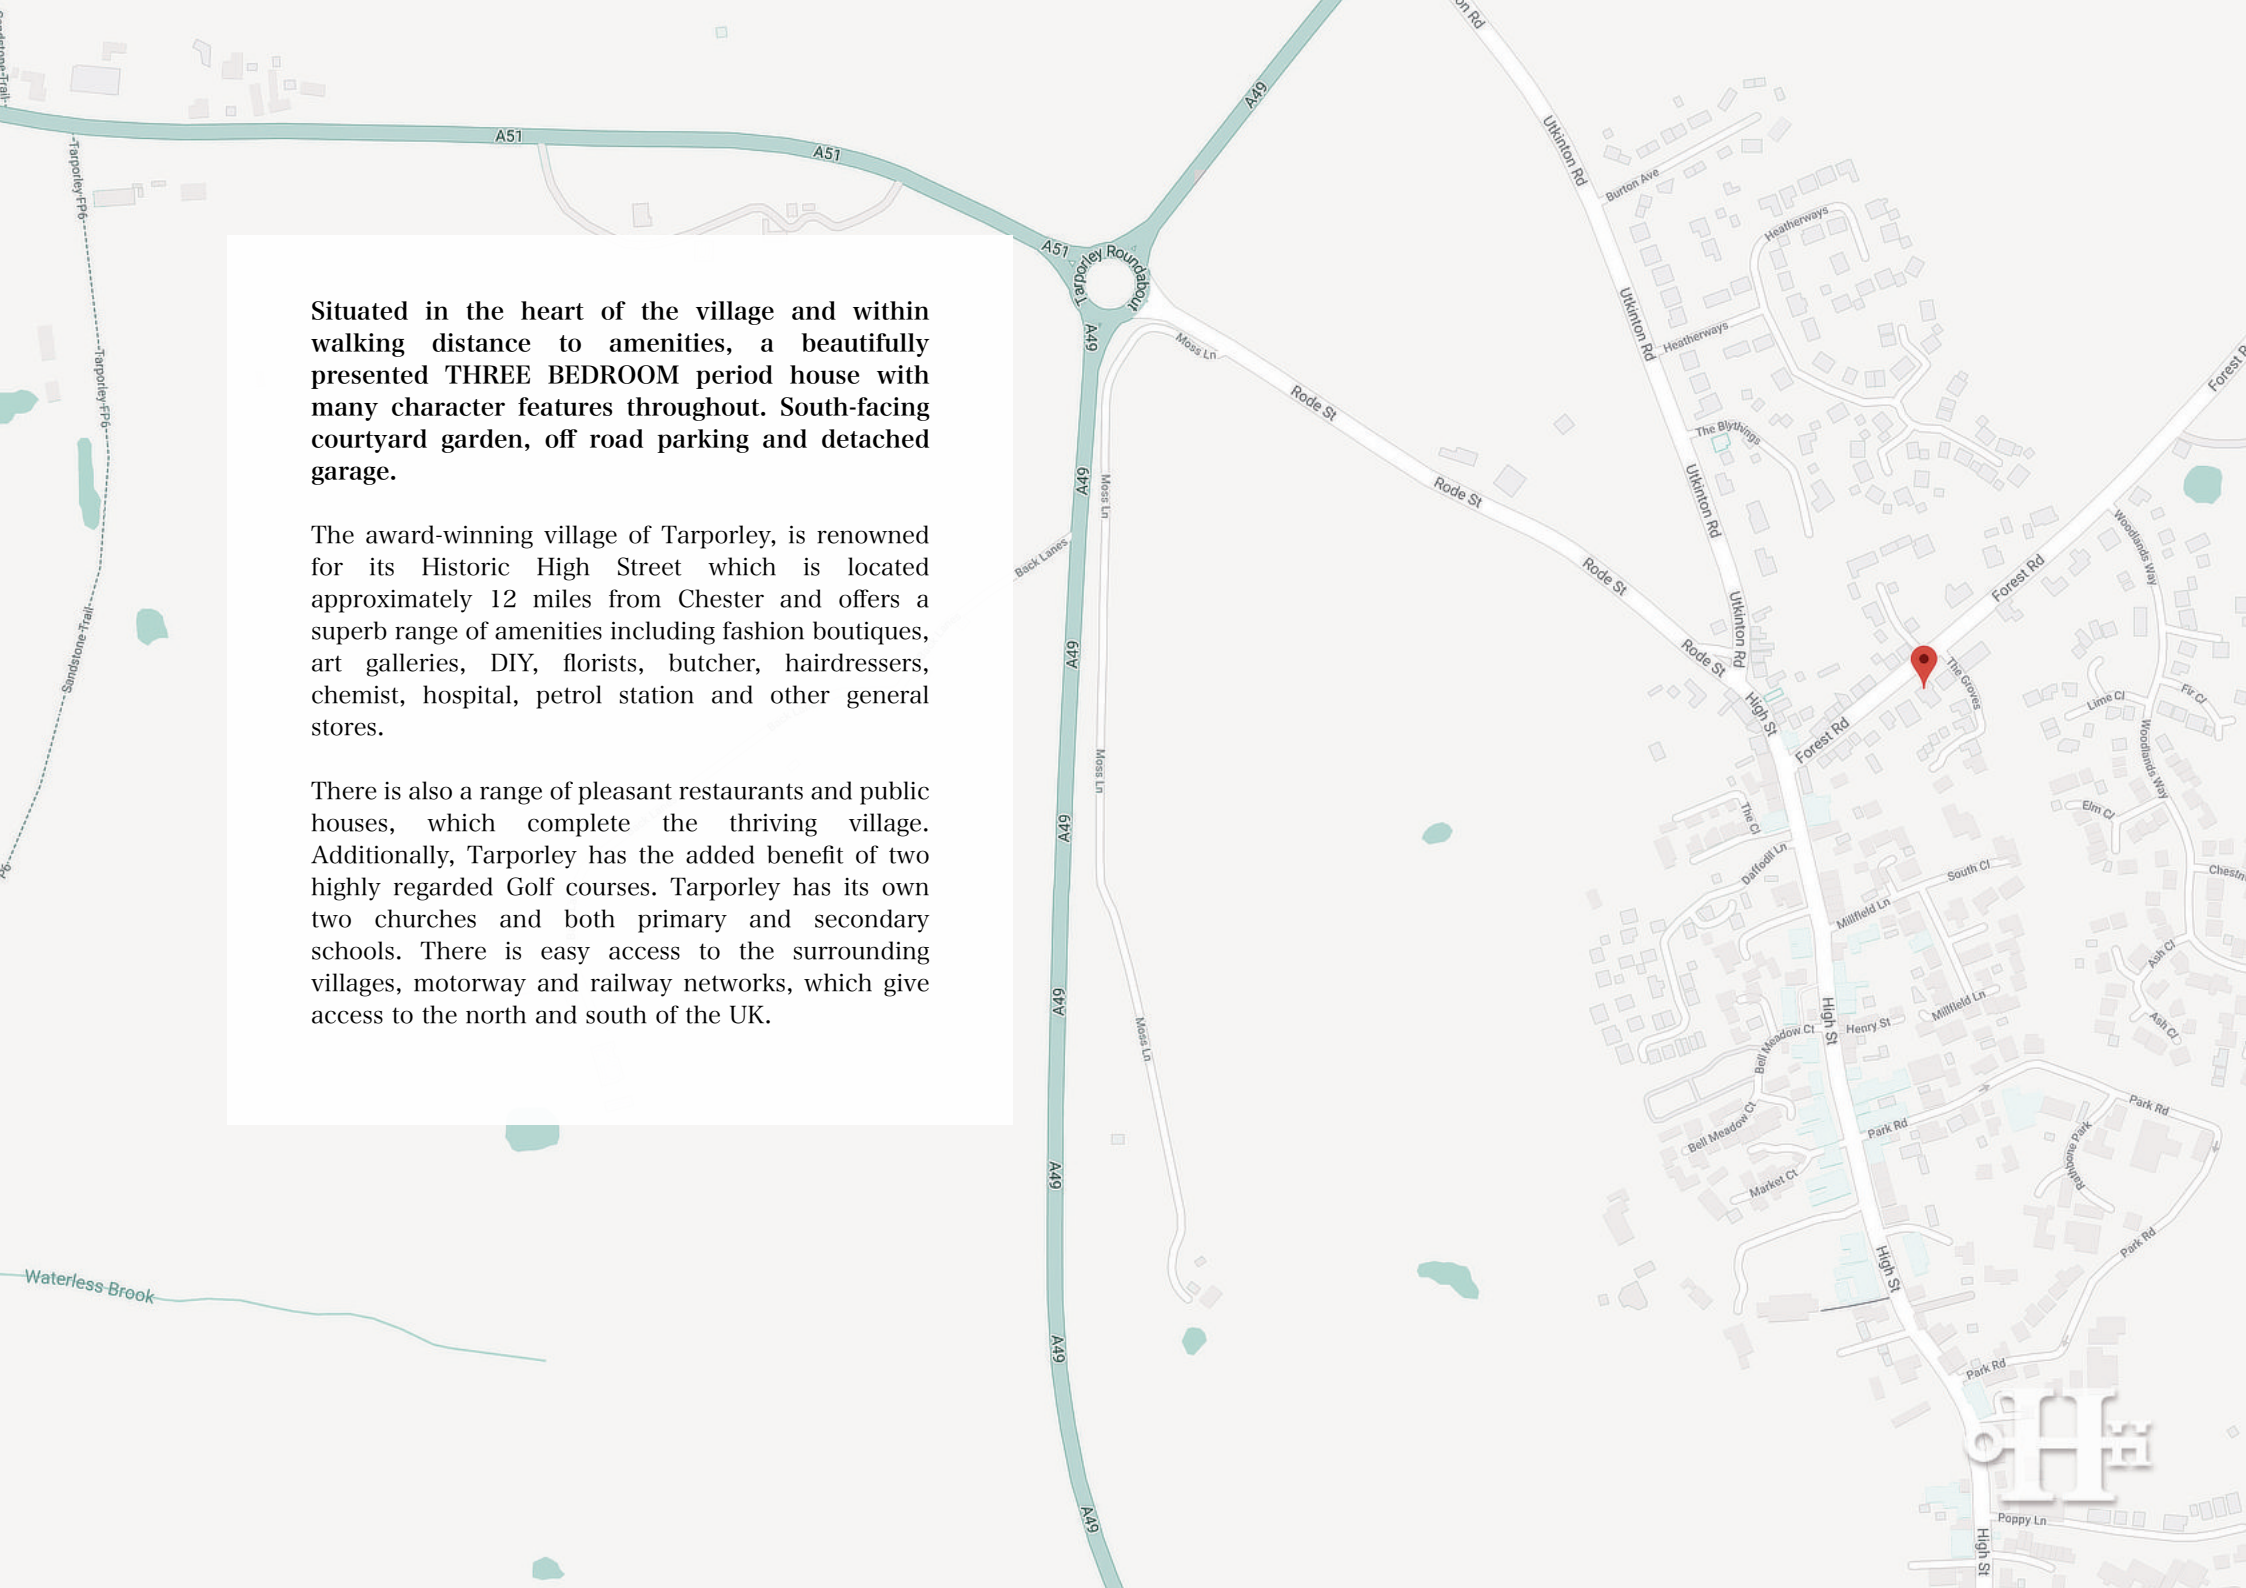 Situated in the heart of the village and within
walking distance to amenities, a beautifully
presented THREE BEDROOM period house with
many character features throughout. South-facing
courtyard garden, off road parking and detached
garage.
The award-winning village of Tarporley, is renowned
for its Historic High Street which is located
approximately 12 miles from Chester and offers a
superb range of amenities including fashion boutiques,
art galleries, DIY, florists, butcher, hairdressers,
chemist, hospital, petrol station and other general
stores.
There is also a range of pleasant restaurants and public
houses, which complete the thriving village.
Additionally, Tarporley has the added benefit of two
highly regarded Golf courses. Tarporley has its own
two churches and both primary and secondary
schools. There is easy access to the surrounding
villages, motorway and railway networks, which give
access to the north and south of the UK.
Sandstone Trail
Tarporley FP6
Tarporley FP6
Sandstone Trail
Waterless Brook
A51
A51
A51
A49
Tarporley Roundabout
A49
A49
A49
A49
A49
A49
A49
A49
Back Lanes
Moss Ln
Moss Ln
Moss Ln
Moss Ln
Rode St
Rode St
Rode St
Rode St
Utkinton Rd
Utkinton Rd
Utkinton Rd
Utkinton Rd
Burton Ave
Heatherways
Heatherways
The Blythings
Forest Rd
Forest Rd
The Groves
Woodlands Way
Woodlands Way
Lime Cl
Fir Cl
Elm Cl
Ash Cl
Ash Cl
High St
The Cl
Daffodil Ln
South Cl
Millfield Ln
Millfield Ln
High St
Henry St
Bell Meadow Ct
Bell Meadow Ct
Market Ct
Park Rd
Park Rd
Rathbone Park
Park Rd
High St
Park Rd
H
Poppy Ln
High St